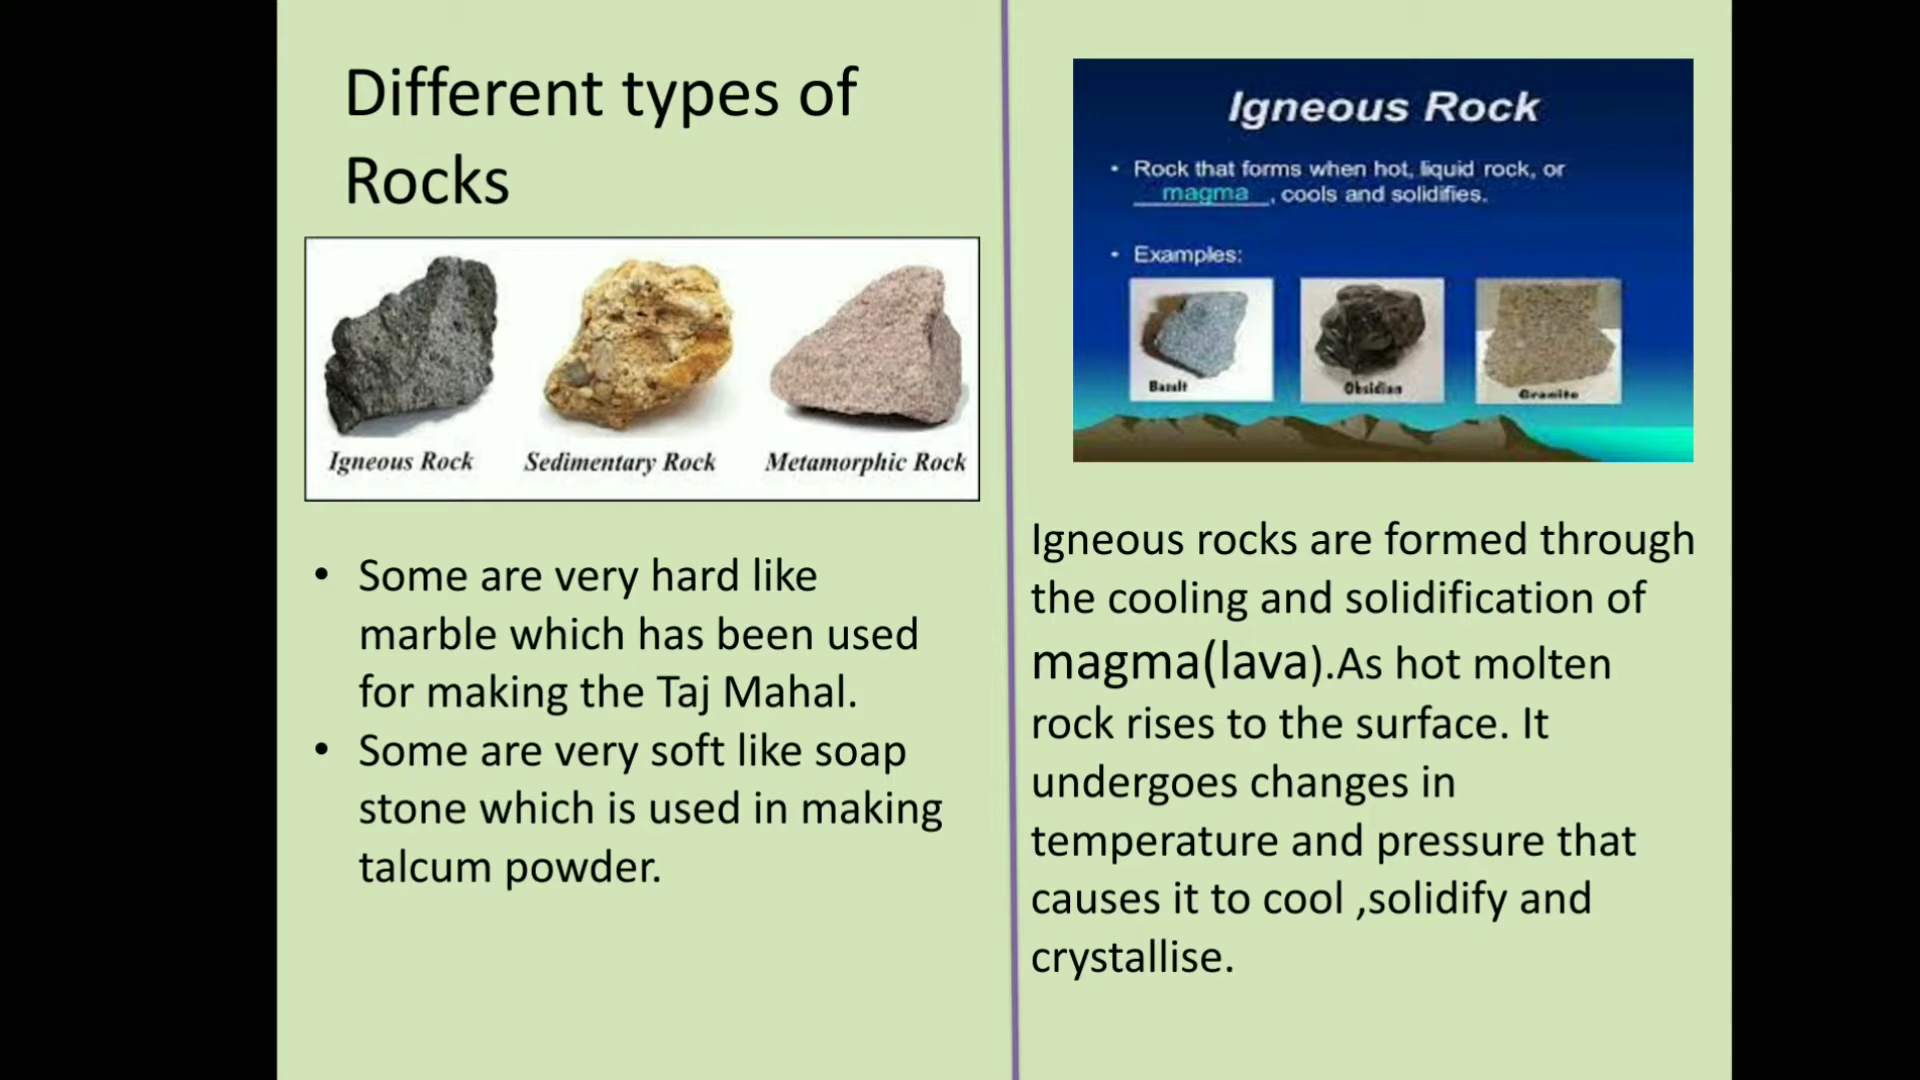 Different types of
Rocks
Igneous Rock
Sedimentary Rock
Metamorphic Rock
• Some are very hard like
marble which has been used
for making the Taj Mahal.
• Some are very soft like soap
stone which is used in making
talcum powder.
Igneous Rock
• Rock that forms when hot, liquid rock, or
magma, cools and solidifies.
• Examples:
Basalt
Obsidian
Granite
Igneous rocks are formed through
the cooling and solidification of
magma(lava).As hot molten
rock rises to the surface. It
undergoes changes in
temperature and pressure that
causes it to cool ,solidify and
crystallise.